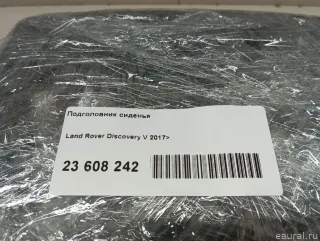 Подголовник сиденья
Land Rover Discovery V 2017>
23 608 242
eaural.ru